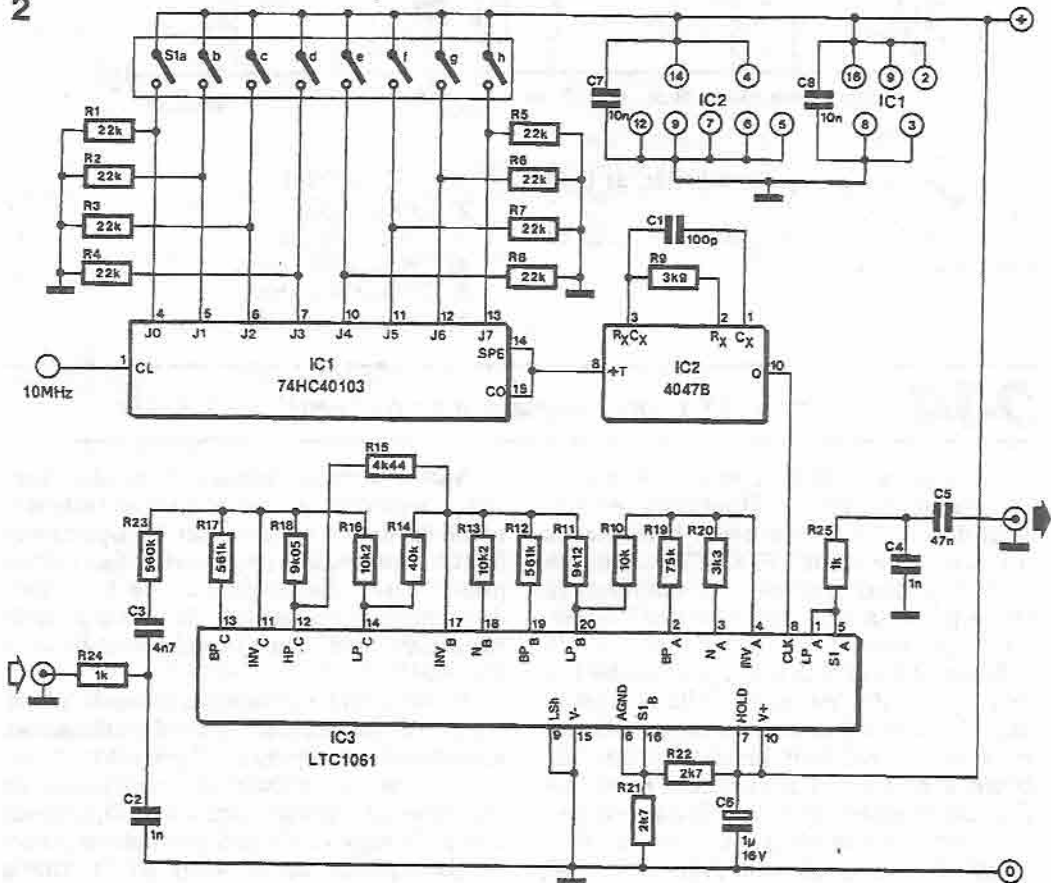 2
S1a b c d e f g h
R1
22k
R2
22k
R3
22k
R4
22k
R5
22k
R6
22k
R7
22k
R8
22k
C7
10n
14 4
IC2
12 9 7 6 5
C8
10n
16 9 2
IC1
8 3
C1
100p
R9
3k9
4 5 6 7 10 11 12 13
J0 J1 J2 J3 J4 J5 J6 J7
1
CL
10MHz
IC1
74HC40103
SPE
14
CO
15
3 2 1
RXCX RX CX
8
÷T
IC2
4047B
Q
10
R15
4k44
R23
560k
R17
561k
R18
9k05
R16
10k2
R14
40k
R13
10k2
R12
561k
R11
9k12
R10
10k
R19
75k
R20
3k3
R25
1k
C5
47n
C4
1n
C3
4n7
R24
1k
C2
1n
13 11 12 14 17 18 19 20 2 3 4 8 1 5
BPC INVC HPC LPC INVB NB BPB LPB BPA NA INVA CLK LPA S1A
IC3
LTC1061
LSh V- AGND S1B HOLD V+
9 15 6 16 7 10
R22
2k7
R21
2k7
C6
1µ
16V
+
0